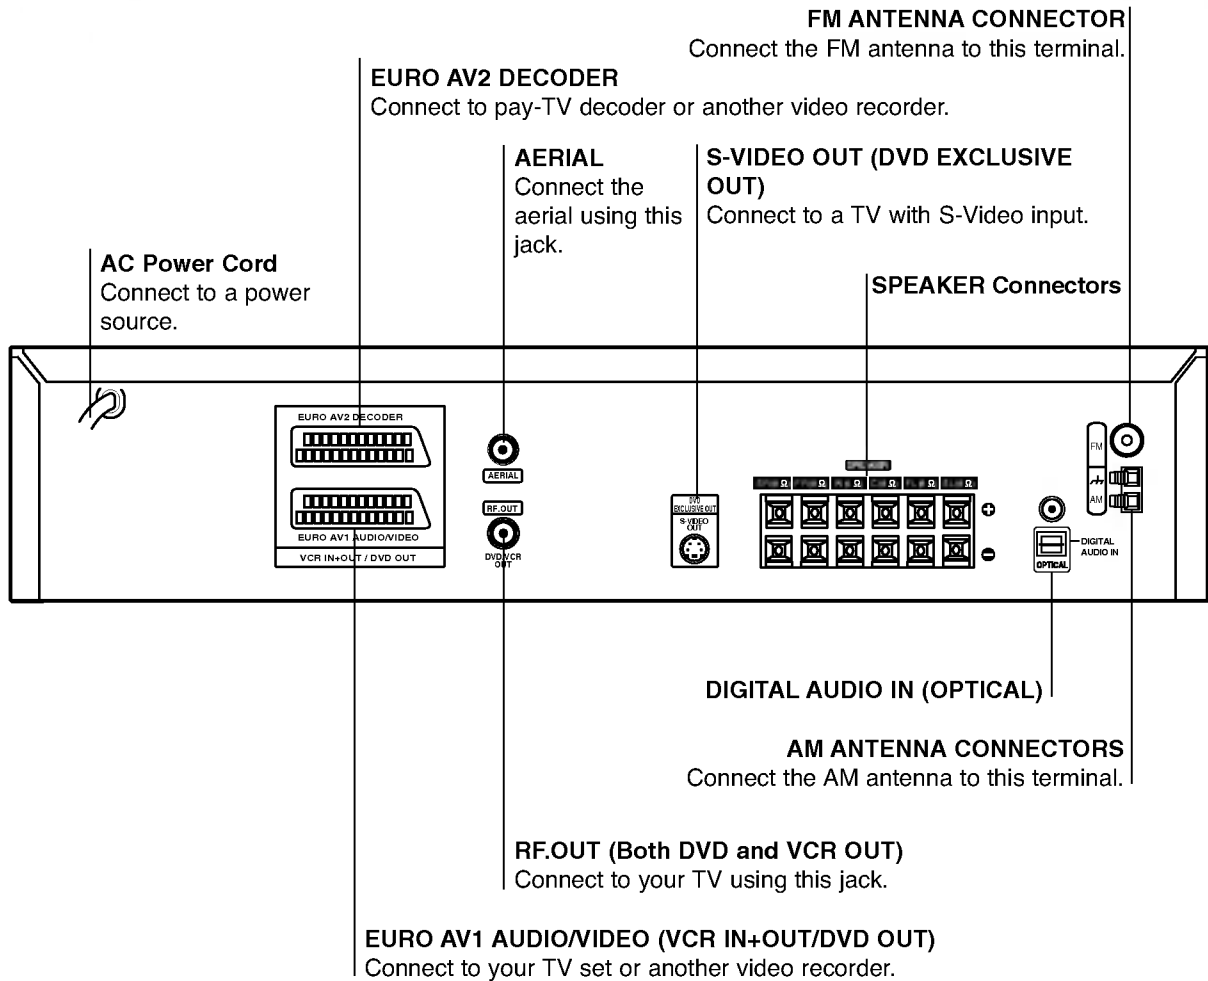 FM ANTENNA CONNECTOR
Connect the FM antenna to this terminal.
EURO AV2 DECODER
Connect to pay-TV decoder or another video recorder.
AERIAL
Connect the
aerial using this
jack.
S-VIDEO OUT (DVD EXCLUSIVE
OUT)
Connect to a TV with S-Video input.
AC Power Cord
Connect to a power
source.
SPEAKER Connectors
EURO AV2 DECODER
AERIAL
RF.OUT
DVD/VCR
OUT
EURO AV1 AUDIO/VIDEO
VCR IN+OUT / DVD OUT
DVD
EXCLUSIVE OUT
S-VIDEO
OUT
Ω Ω Ω Ω Ω Ω
FM
AM
DIGITAL
AUDIO IN
OPTICAL
DIGITAL AUDIO IN (OPTICAL)
AM ANTENNA CONNECTORS
Connect the AM antenna to this terminal.
RF.OUT (Both DVD and VCR OUT)
Connect to your TV using this jack.
EURO AV1 AUDIO/VIDEO (VCR IN+OUT/DVD OUT)
Connect to your TV set or another video recorder.